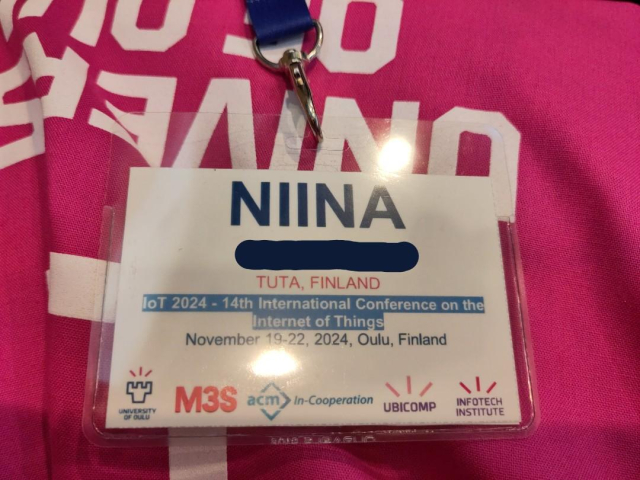 NIINA
TUTA, FINLAND
IoT 2024 - 14th International Conference on the
Internet of Things
November 19-22, 2024, Oulu, Finland
UNIVERSITY
OF OULU
M3S
acm In-Cooperation
UBICOMP
INFOTECH
INSTITUTE